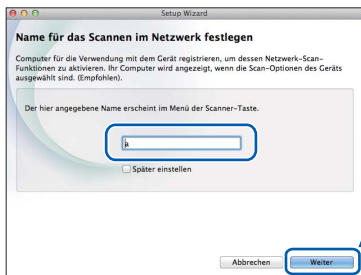 Setup Wizard
Name für das Scannen im Netzwerk festlegen
Computer für die Verwendung mit dem Gerät registrieren, um dessen Netzwerk-Scan-
Funktionen zu aktivieren. Ihr Computer wird angezeigt, wenn die Scan-Optionen des Geräts
ausgewählt sind. (Empfohlen).
Der hier angegebene Name erscheint im Menü der Scanner-Taste.
a
Später einstellen
Abbrechen Weiter